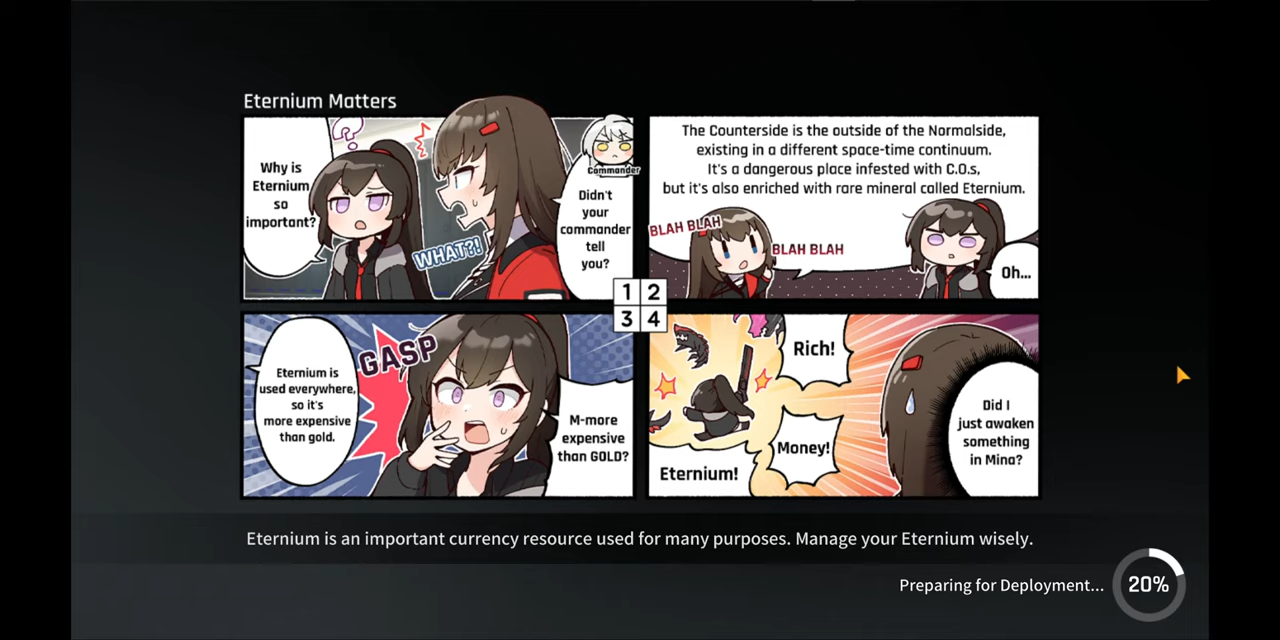 Eternium Matters
Why is
Eternium
so
important?
?
WHAT?!
Commander
Didn't
your
commander
tell
you?
The Counterside is the outside of the Normalside,
existing in a different space-time continuum.
It's a dangerous place infested with C.O.s,
but it's also enriched with rare mineral called Eternium.
BLAH BLAH
BLAH BLAH
Oh...
1 2
3 4
Eternium is
used everywhere,
so it's
more expensive
than gold.
GASP
M-more
expensive
than GOLD?
Rich!
Money!
Eternium!
Did I
just awaken
something
in Mina?
Eternium is an important currency resource used for many purposes. Manage your Eternium wisely.
Preparing for Deployment...
20%